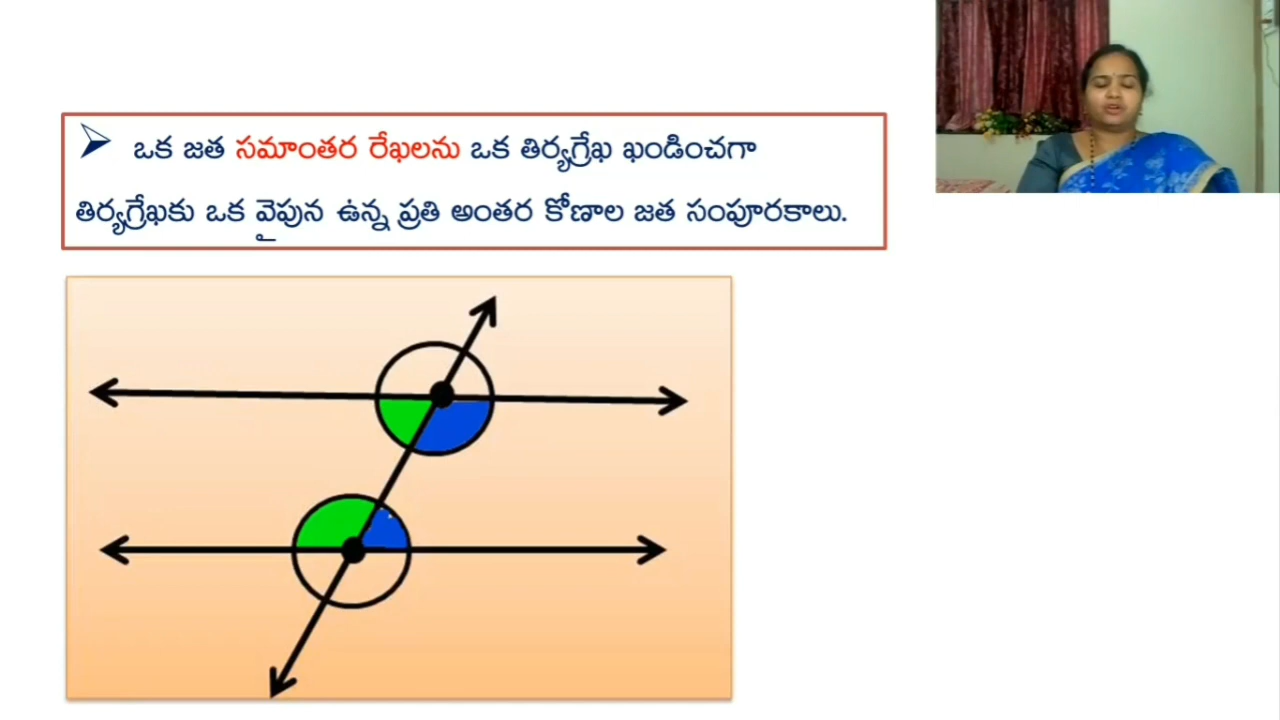 ఒక జత సమాంతర రేఖలను ఒక తిర్యగ్రేఖ ఖండించగా
తిర్యగ్రేఖకు ఒక వైపున ఉన్న ప్రతి అంతర కోణాల జత సంపూరకాలు.